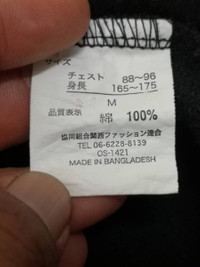 サイズ
チェスト 88~96
身長 165~175
M
品質表示 綿 100%
協同組合関西ファッション連合
TEL 06-6228-8139
OS-1421
MADE IN BANGLADESH